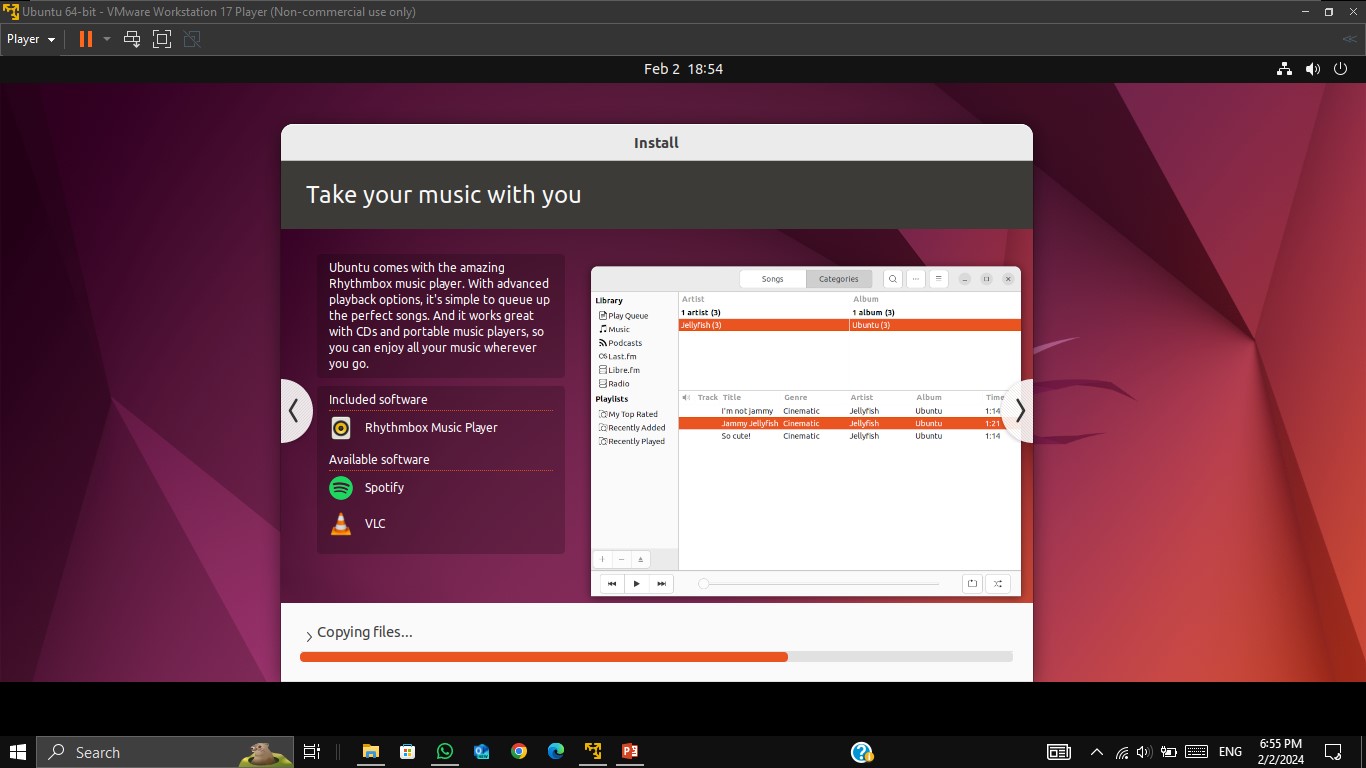 Ubuntu 64-bit - VMware Workstation 17 Player (Non-commercial use only)
Player
Feb 2 18:54
Install
Take your music with you
Ubuntu comes with the amazing
Rhythmbox music player. With advanced
playback options, it's simple to queue up
the perfect songs. And it works great
with CDs and portable music players, so
you can enjoy all your music wherever
you go.
Included software
Rhythmbox Music Player
Available software
Spotify
VLC
Songs Categories
Library
Play Queue
Music
Podcasts
Last.fm
Libre.fm
Radio
Playlists
My Top Rated
Recently Added
Recently Played
Artist Album
1 artist (3) 1 album (3)
Jellyfish (3) Ubuntu (3)
Track Title Genre Artist Album Time
I'm not jammy Cinematic Jellyfish Ubuntu 1:14
Jammy Jellyfish Cinematic Jellyfish Ubuntu 1:21
So cute! Cinematic Jellyfish Ubuntu 1:14
Copying files...
Search
ENG
6:55 PM
2/2/2024